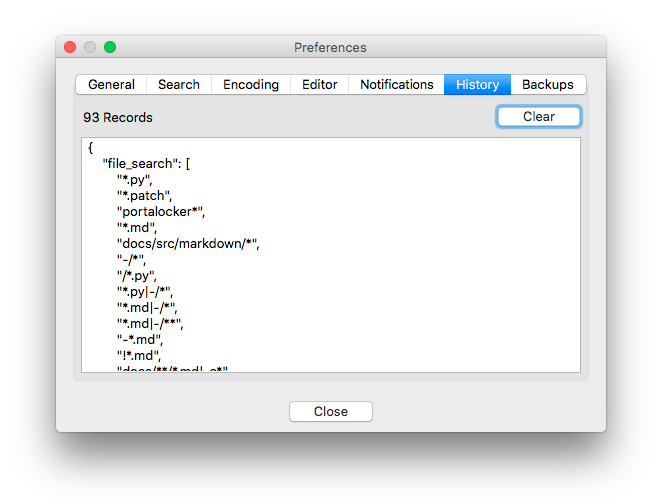 Preferences
General Search Encoding Editor Notifications History Backups
93 Records Clear
{
"file_search": [
"*.py",
"*.patch",
"portalocker*",
"*.md",
"docs/src/markdown/*",
"-/*",
"/*.py",
"*.py|-/*",
"*.md|-/*",
"*.md|-/**",
"-*.md",
"!*.md",
Close